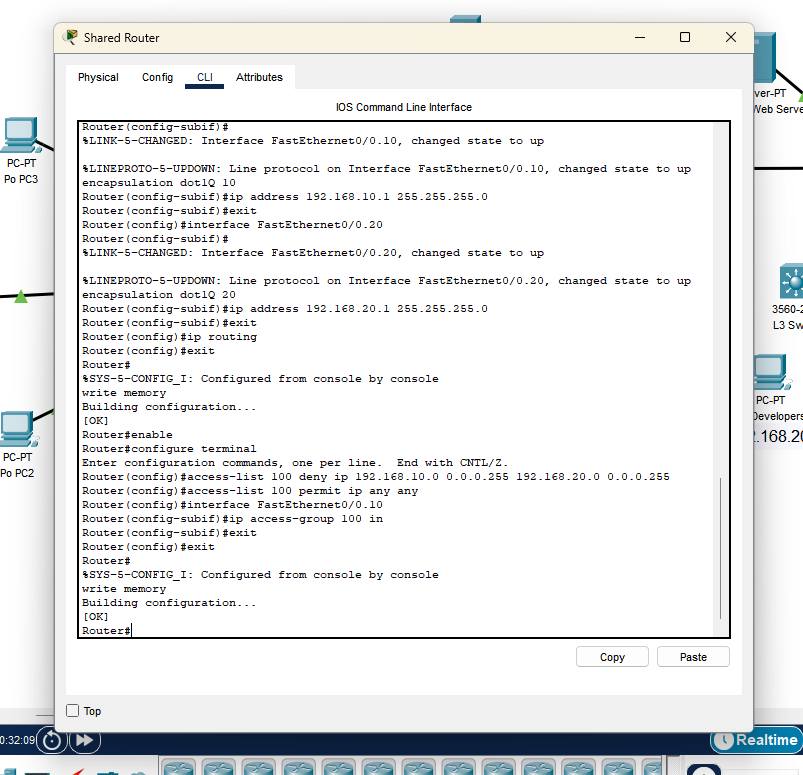 Shared Router
Physical Config CLI Attributes
IOS Command Line Interface
Router(config-subif)#
%LINK-5-CHANGED: Interface FastEthernet0/0.10, changed state to up
%LINEPROTO-5-UPDOWN: Line protocol on Interface FastEthernet0/0.10, changed state to up
encapsulation dot1Q 10
Router(config-subif)#ip address 192.168.10.1 255.255.255.0
Router(config-subif)#exit
Router(config)#interface FastEthernet0/0.20
Router(config-subif)#
%LINK-5-CHANGED: Interface FastEthernet0/0.20, changed state to up
%LINEPROTO-5-UPDOWN: Line protocol on Interface FastEthernet0/0.20, changed state to up
encapsulation dot1Q 20
Router(config-subif)#ip address 192.168.20.1 255.255.255.0
Router(config-subif)#exit
Router(config)#ip routing
Router(config)#exit
Router#
%SYS-5-CONFIG_I: Configured from console by console
write memory
Building configuration...
[OK]
Router#enable
Router#configure terminal
Enter configuration commands, one per line.  End with CNTL/Z.
Router(config)#access-list 100 deny ip 192.168.10.0 0.0.0.255 192.168.20.0 0.0.0.255
Router(config)#access-list 100 permit ip any any
Router(config)#interface FastEthernet0/0.10
Router(config-subif)#ip access-group 100 in
Router(config-subif)#exit
Router(config)#exit
Router#
%SYS-5-CONFIG_I: Configured from console by console
write memory
Building configuration...
[OK]
Router#
Copy Paste
Top
PC-PT
Po PC3
PC-PT
Po PC2
ver-PT
Web Serve
3560-2
L3 Sw
PC-PT
Developers
.168.20
0:32:09
Realtime